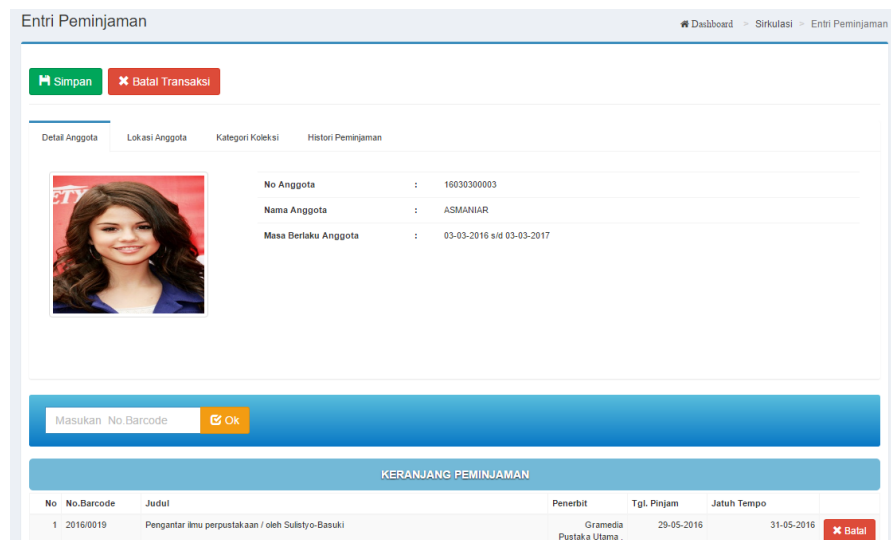 Entri Peminjaman
Dashboard > Sirkulasi > Entri Peminjaman
Simpan
Batal Transaksi
Detail Anggota Lokasi Anggota Kategori Koleksi Histori Peminjaman
No Anggota : 16030300003
Nama Anggota : ASMANIAR
Masa Berlaku Anggota : 03-03-2016 s/d 03-03-2017
Masukan No.Barcode Ok
KERANJANG PEMINJAMAN
No No.Barcode Judul Penerbit Tgl. Pinjam Jatuh Tempo
1 2016/0019 Pengantar ilmu perpustakaan / oleh Sulistyo-Basuki Gramedia 29-05-2016 31-05-2016 Batal
Pustaka Utama ,